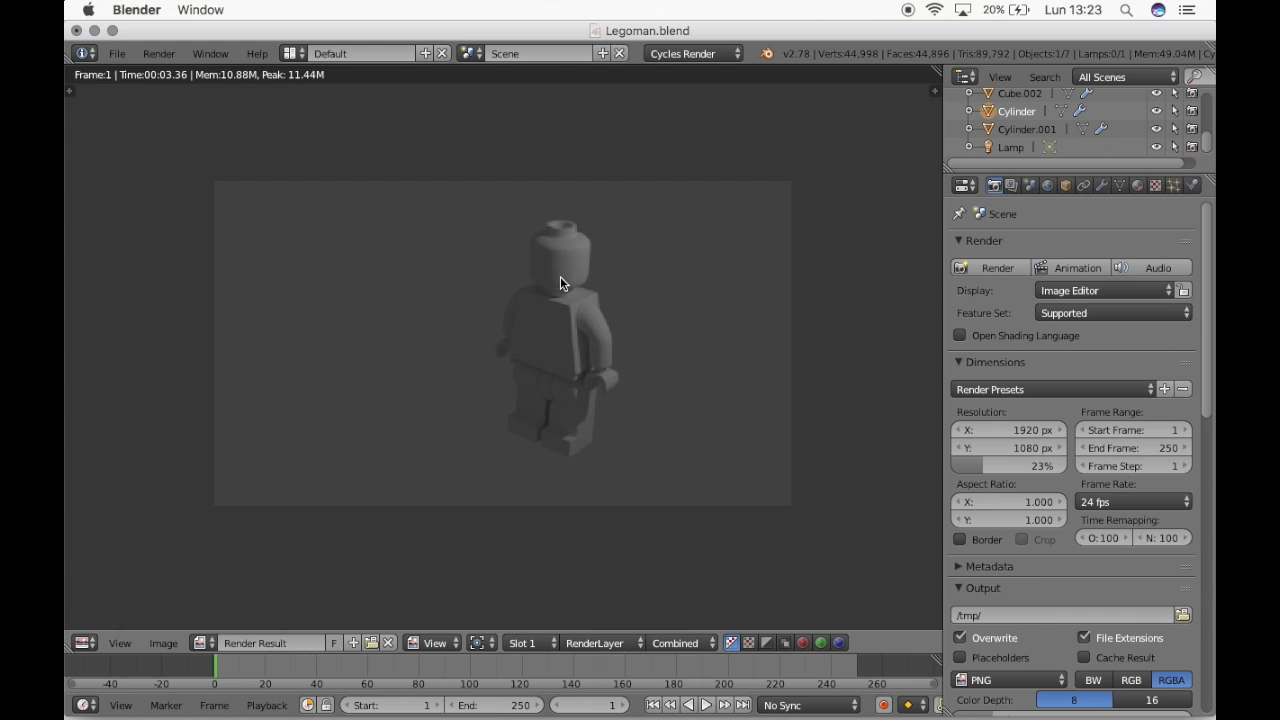 Blender Window 20% Lun 13:23
Legoman.blend
File Render Window Help Default Scene Cycles Render v2.78 | Verts:44,998 | Faces:44,896 | Tris:89,792 | Objects:1/7 | Lamps:0/1 | Mem:49.04M
Frame:1 | Time:00:03.36 | Mem:10.88M, Peak: 11.44M
View Search All Scenes
Cube.002
Cylinder
Cylinder.001
Lamp
Scene
Render
Render Animation Audio
Display: Image Editor
Feature Set: Supported
Open Shading Language
Dimensions
Render Presets
Resolution: Frame Range:
X: 1920 px Start Frame: 1
Y: 1080 px End Frame: 250
23% Frame Step: 1
Aspect Ratio: Frame Rate:
X: 1.000 24 fps
Y: 1.000 Time Remapping:
Border Crop O:100 N: 100
Metadata
Output
/tmp/
Overwrite File Extensions
Placeholders Cache Result
PNG BW RGB RGBA
Color Depth: 8 16
View Image Render Result F View Slot 1 RenderLayer Combined
-40 -20 0 20 40 60 80 100 120 140 160 180 200 220 240 260
View Marker Frame Playback Start: 1 End: 250 1 No Sync